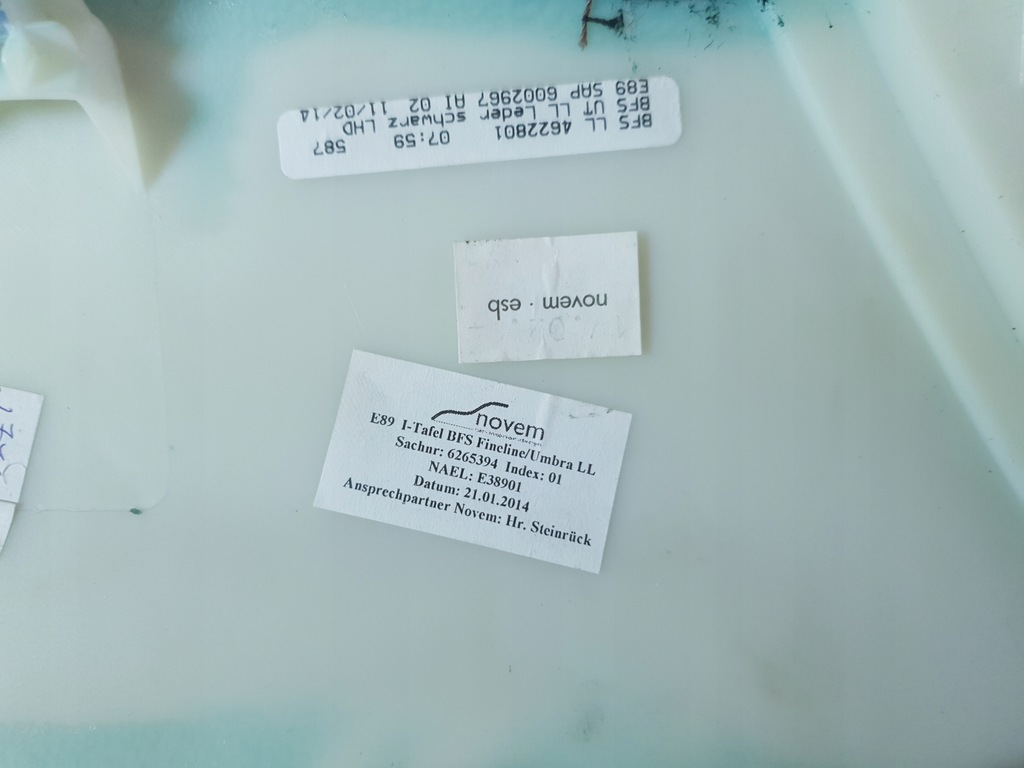 BFS LL 4622801 07:59 587
BFS UT LL Leder schwarz LHD
E89 SAP 6002967 AI 02 11/02/14
novem · esb
novem
E89 I-Tafel BFS Fineline/Umbra LL
Sachnr: 6265394 Index: 01
NAEL: E38901
Datum: 21.01.2014
Ansprechpartner Novem: Hr. Steinrück